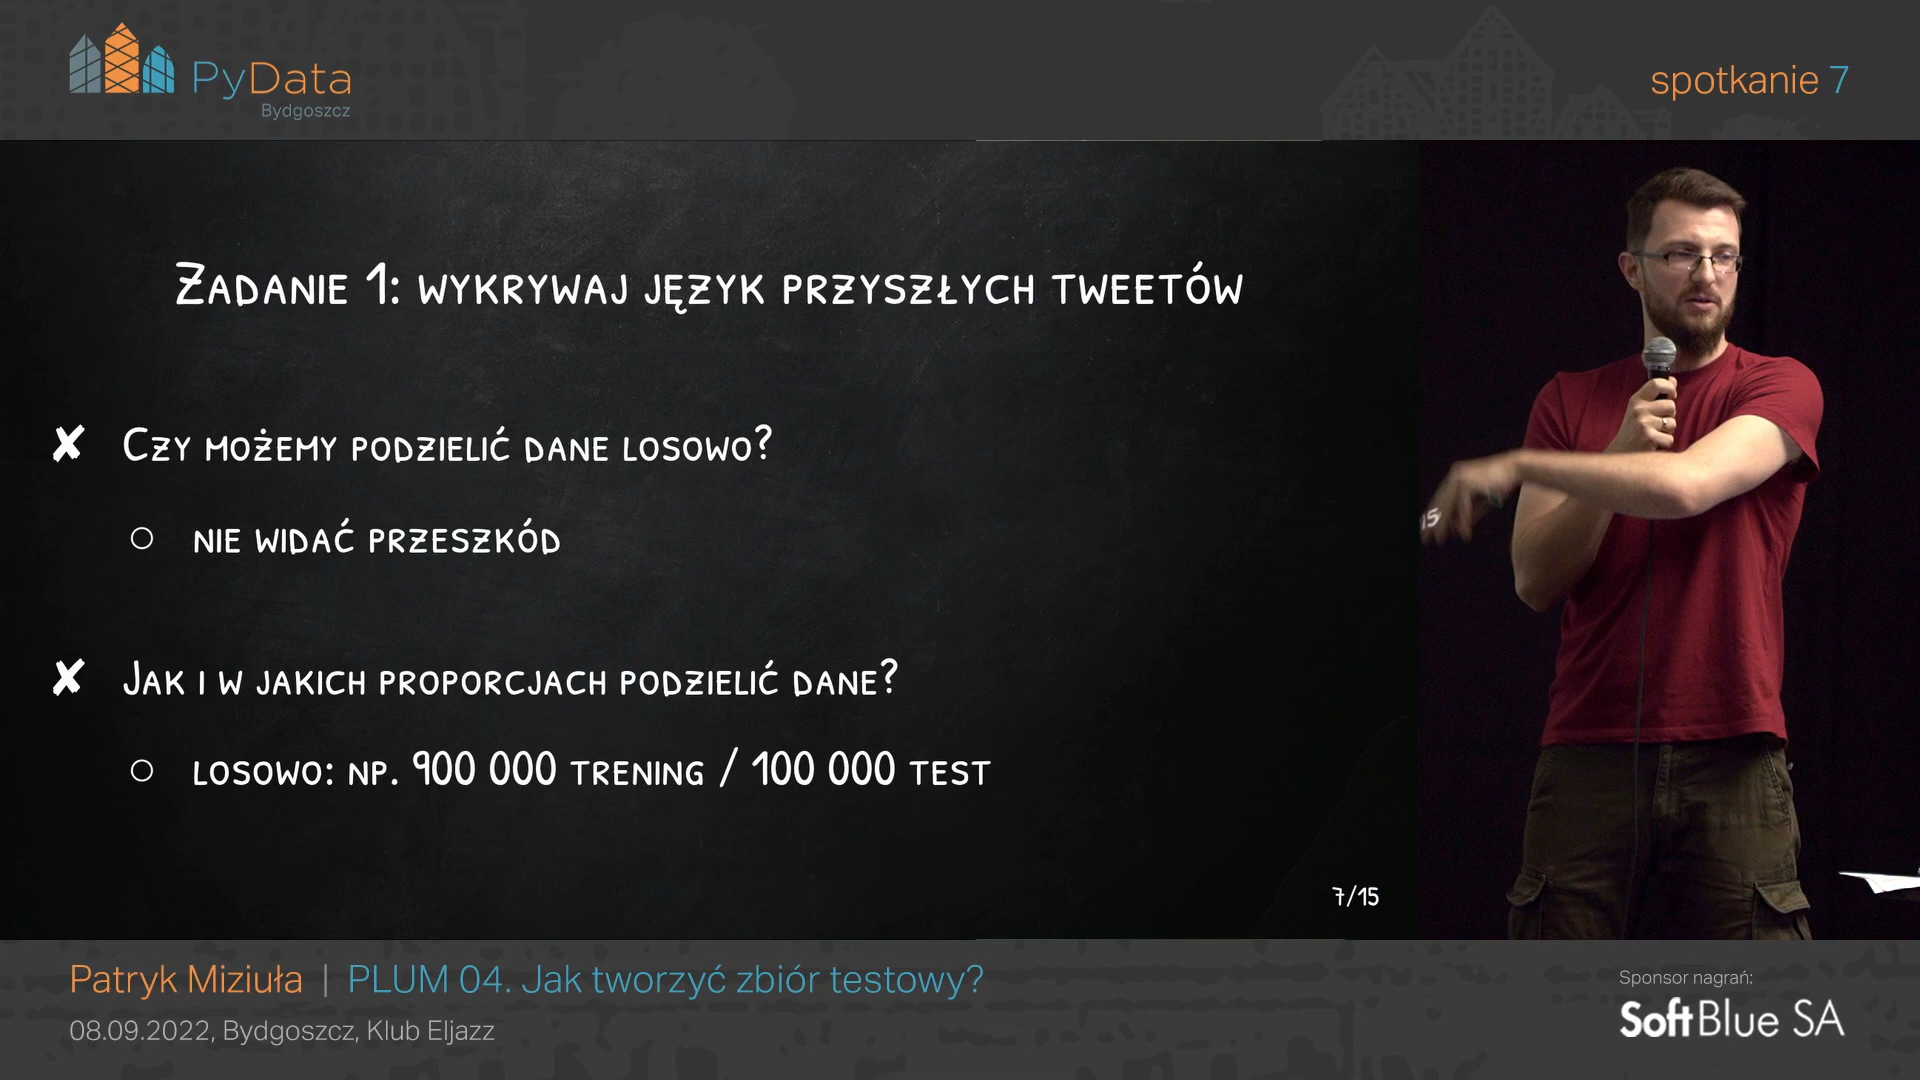 PyData
Bydgoszcz
spotkanie 7
Zadanie 1: wykrywaj język przyszłych tweetów
✘ Czy możemy podzielić dane losowo?
○ nie widać przeszkód
✘ Jak i w jakich proporcjach podzielić dane?
○ losowo: np. 900 000 trening / 100 000 test
7/15
Patryk Miziuła | PLUM 04. Jak tworzyć zbiór testowy?
08.09.2022, Bydgoszcz, Klub Eljazz
Sponsor nagrań:
SoftBlue SA